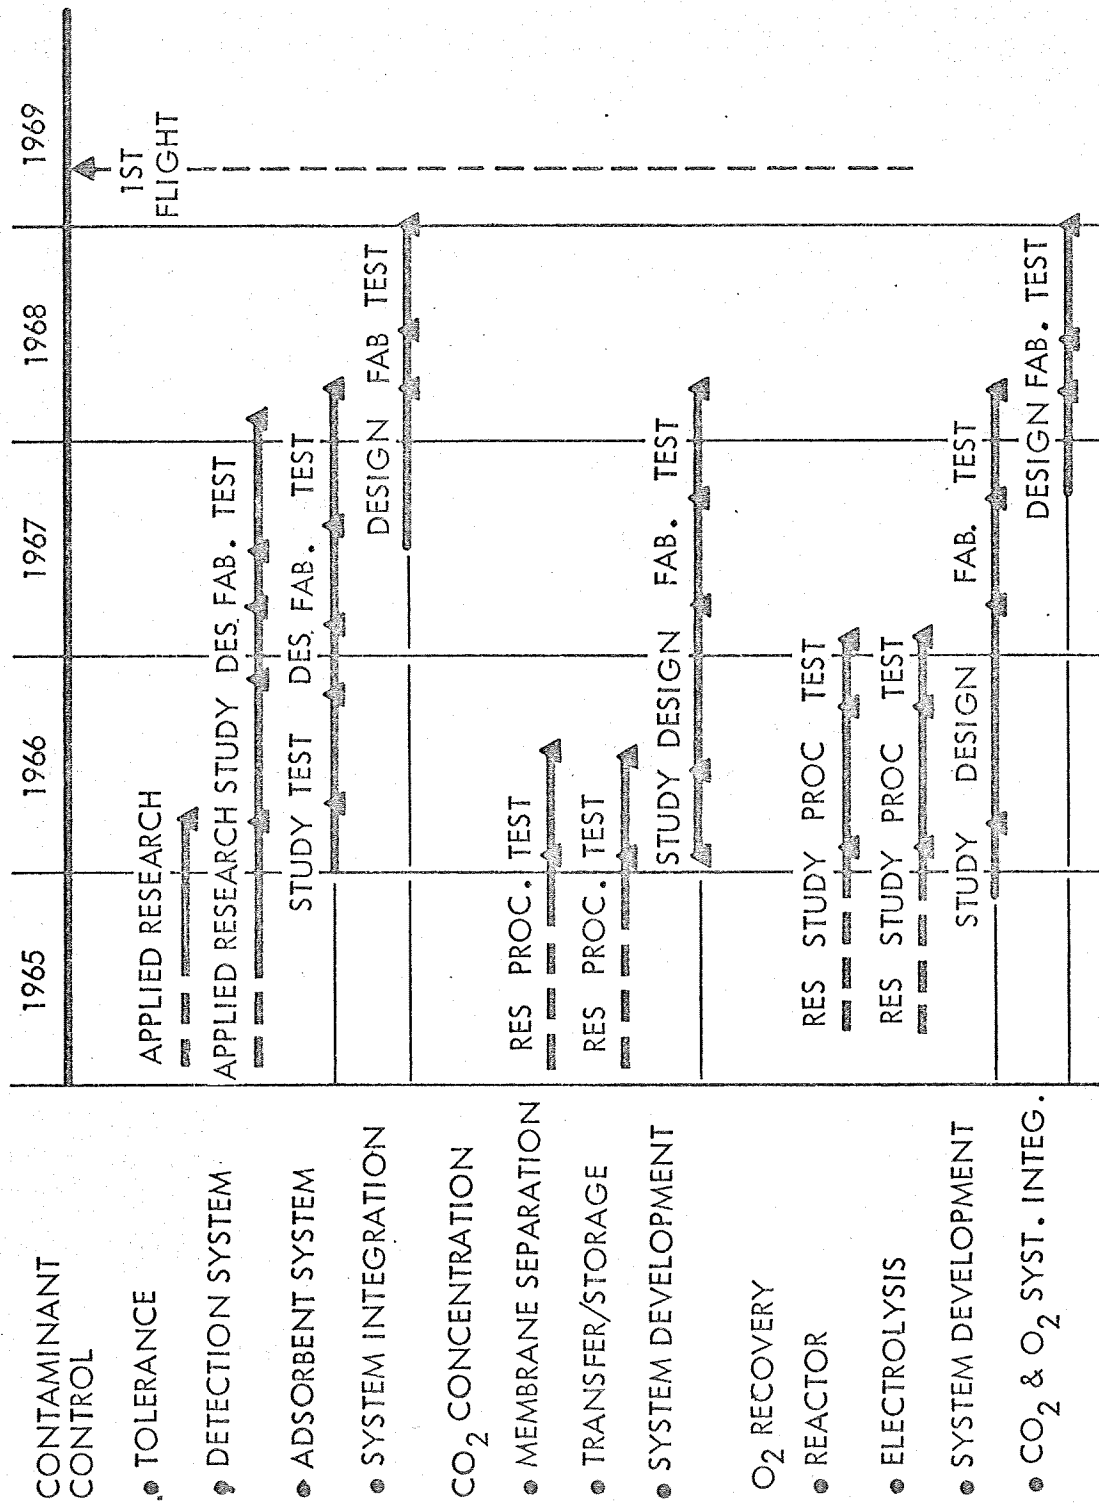 1965 1966 1967 1968 1969
CONTAMINANT
CONTROL
1ST
FLIGHT
• TOLERANCE APPLIED RESEARCH
• DETECTION SYSTEM APPLIED RESEARCH STUDY DES. FAB. TEST
• ADSORBENT SYSTEM STUDY TEST DES. FAB. TEST
• SYSTEM INTEGRATION DESIGN FAB TEST
CO₂ CONCENTRATION
• MEMBRANE SEPARATION RES PROC. TEST
• TRANSFER/STORAGE RES PROC. TEST
• SYSTEM DEVELOPMENT STUDY DESIGN FAB. TEST
O₂ RECOVERY
• REACTOR RES STUDY PROC TEST
• ELECTROLYSIS RES STUDY PROC TEST
• SYSTEM DEVELOPMENT STUDY DESIGN FAB. TEST
• CO₂ & O₂ SYST. INTEG. DESIGN FAB. TEST